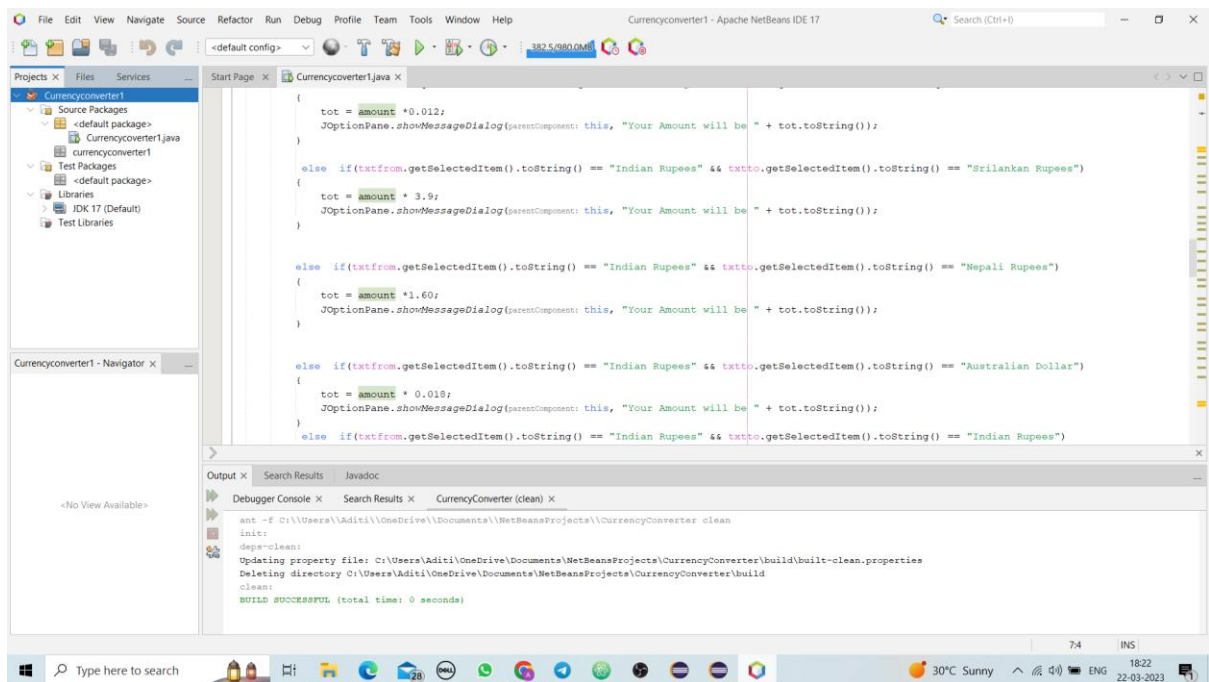 File Edit View Navigate Source Refactor Run Debug Profile Team Tools Window Help Currencyconverter1 - Apache NetBeans IDE 17 Search (Ctrl+I)
<default config> 382.5/980.0MB
Projects Files Services
Start Page Currencycoverter1.java
Currencyconverter1
Source Packages
<default package>
Currencycoverter1.java
currencyconverter1
Test Packages
<default package>
Libraries
JDK 17 (Default)
Test Libraries
{
tot = amount *0.012;
JOptionPane.showMessageDialog(parentComponent: this, "Your Amount will be " + tot.toString());
}
else if(txtfrom.getSelectedItem().toString() == "Indian Rupees" && txtto.getSelectedItem().toString() == "Srilankan Rupees")
{
tot = amount * 3.9;
JOptionPane.showMessageDialog(parentComponent: this, "Your Amount will be " + tot.toString());
}
else if(txtfrom.getSelectedItem().toString() == "Indian Rupees" && txtto.getSelectedItem().toString() == "Nepali Rupees")
{
tot = amount *1.60;
JOptionPane.showMessageDialog(parentComponent: this, "Your Amount will be " + tot.toString());
}
else if(txtfrom.getSelectedItem().toString() == "Indian Rupees" && txtto.getSelectedItem().toString() == "Australian Dollar")
{
tot = amount * 0.018;
JOptionPane.showMessageDialog(parentComponent: this, "Your Amount will be " + tot.toString());
}
else if(txtfrom.getSelectedItem().toString() == "Indian Rupees" && txtto.getSelectedItem().toString() == "Indian Rupees")
Currencyconverter1 - Navigator
<No View Available>
Output Search Results Javadoc
Debugger Console Search Results CurrencyConverter (clean)
ant -f C:\\Users\\Aditi\\OneDrive\\Documents\\NetBeansProjects\\CurrencyConverter clean
init:
deps-clean:
Updating property file: C:\Users\Aditi\OneDrive\Documents\NetBeansProjects\CurrencyConverter\build\built-clean.properties
Deleting directory C:\Users\Aditi\OneDrive\Documents\NetBeansProjects\CurrencyConverter\build
clean:
BUILD SUCCESSFUL (total time: 0 seconds)
7:4 INS
Type here to search 28 DELL 30°C Sunny ENG 18:22
22-03-2023